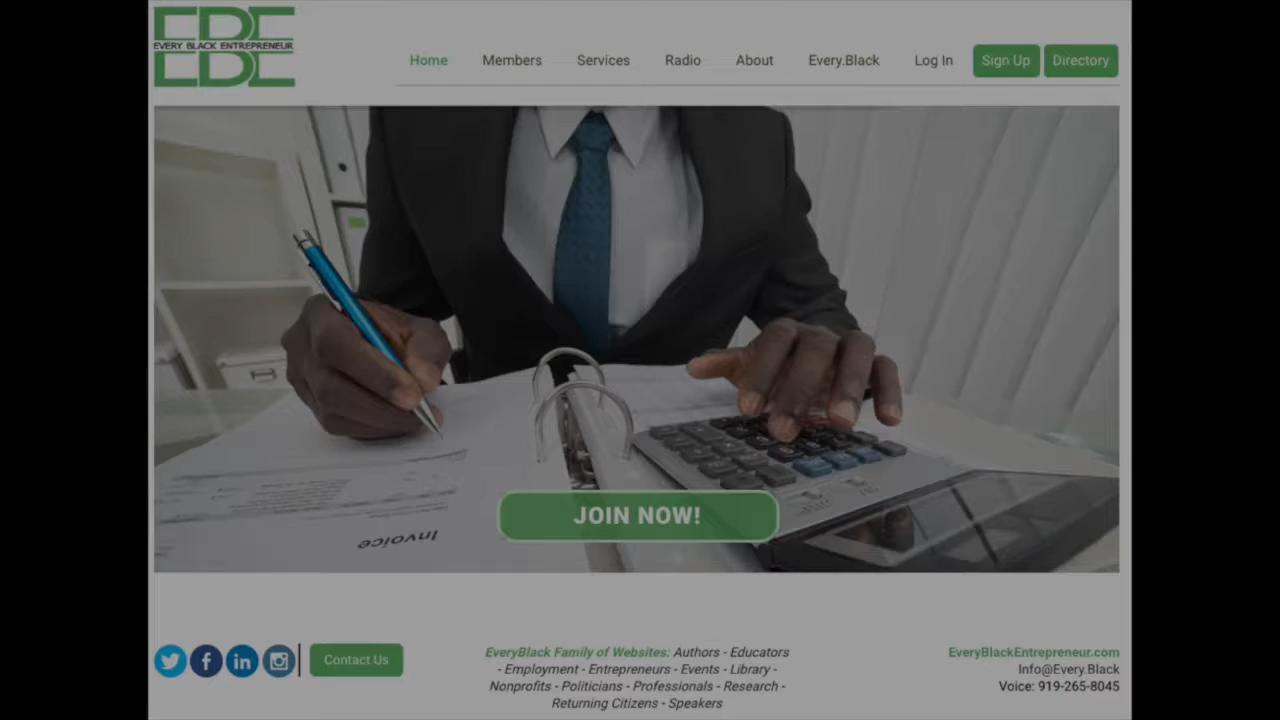 EBE
EVERY BLACK ENTREPRENEUR
EBE
Home Members Services Radio About Every.Black Log In Sign Up Directory
Invoice
JOIN NOW!
Contact Us
EveryBlack Family of Websites: Authors - Educators
- Employment - Entrepreneurs - Events - Library -
Nonprofits - Politicians - Professionals - Research -
Returning Citizens - Speakers
EveryBlackEntrepreneur.com
Info@Every.Black
Voice: 919-265-8045